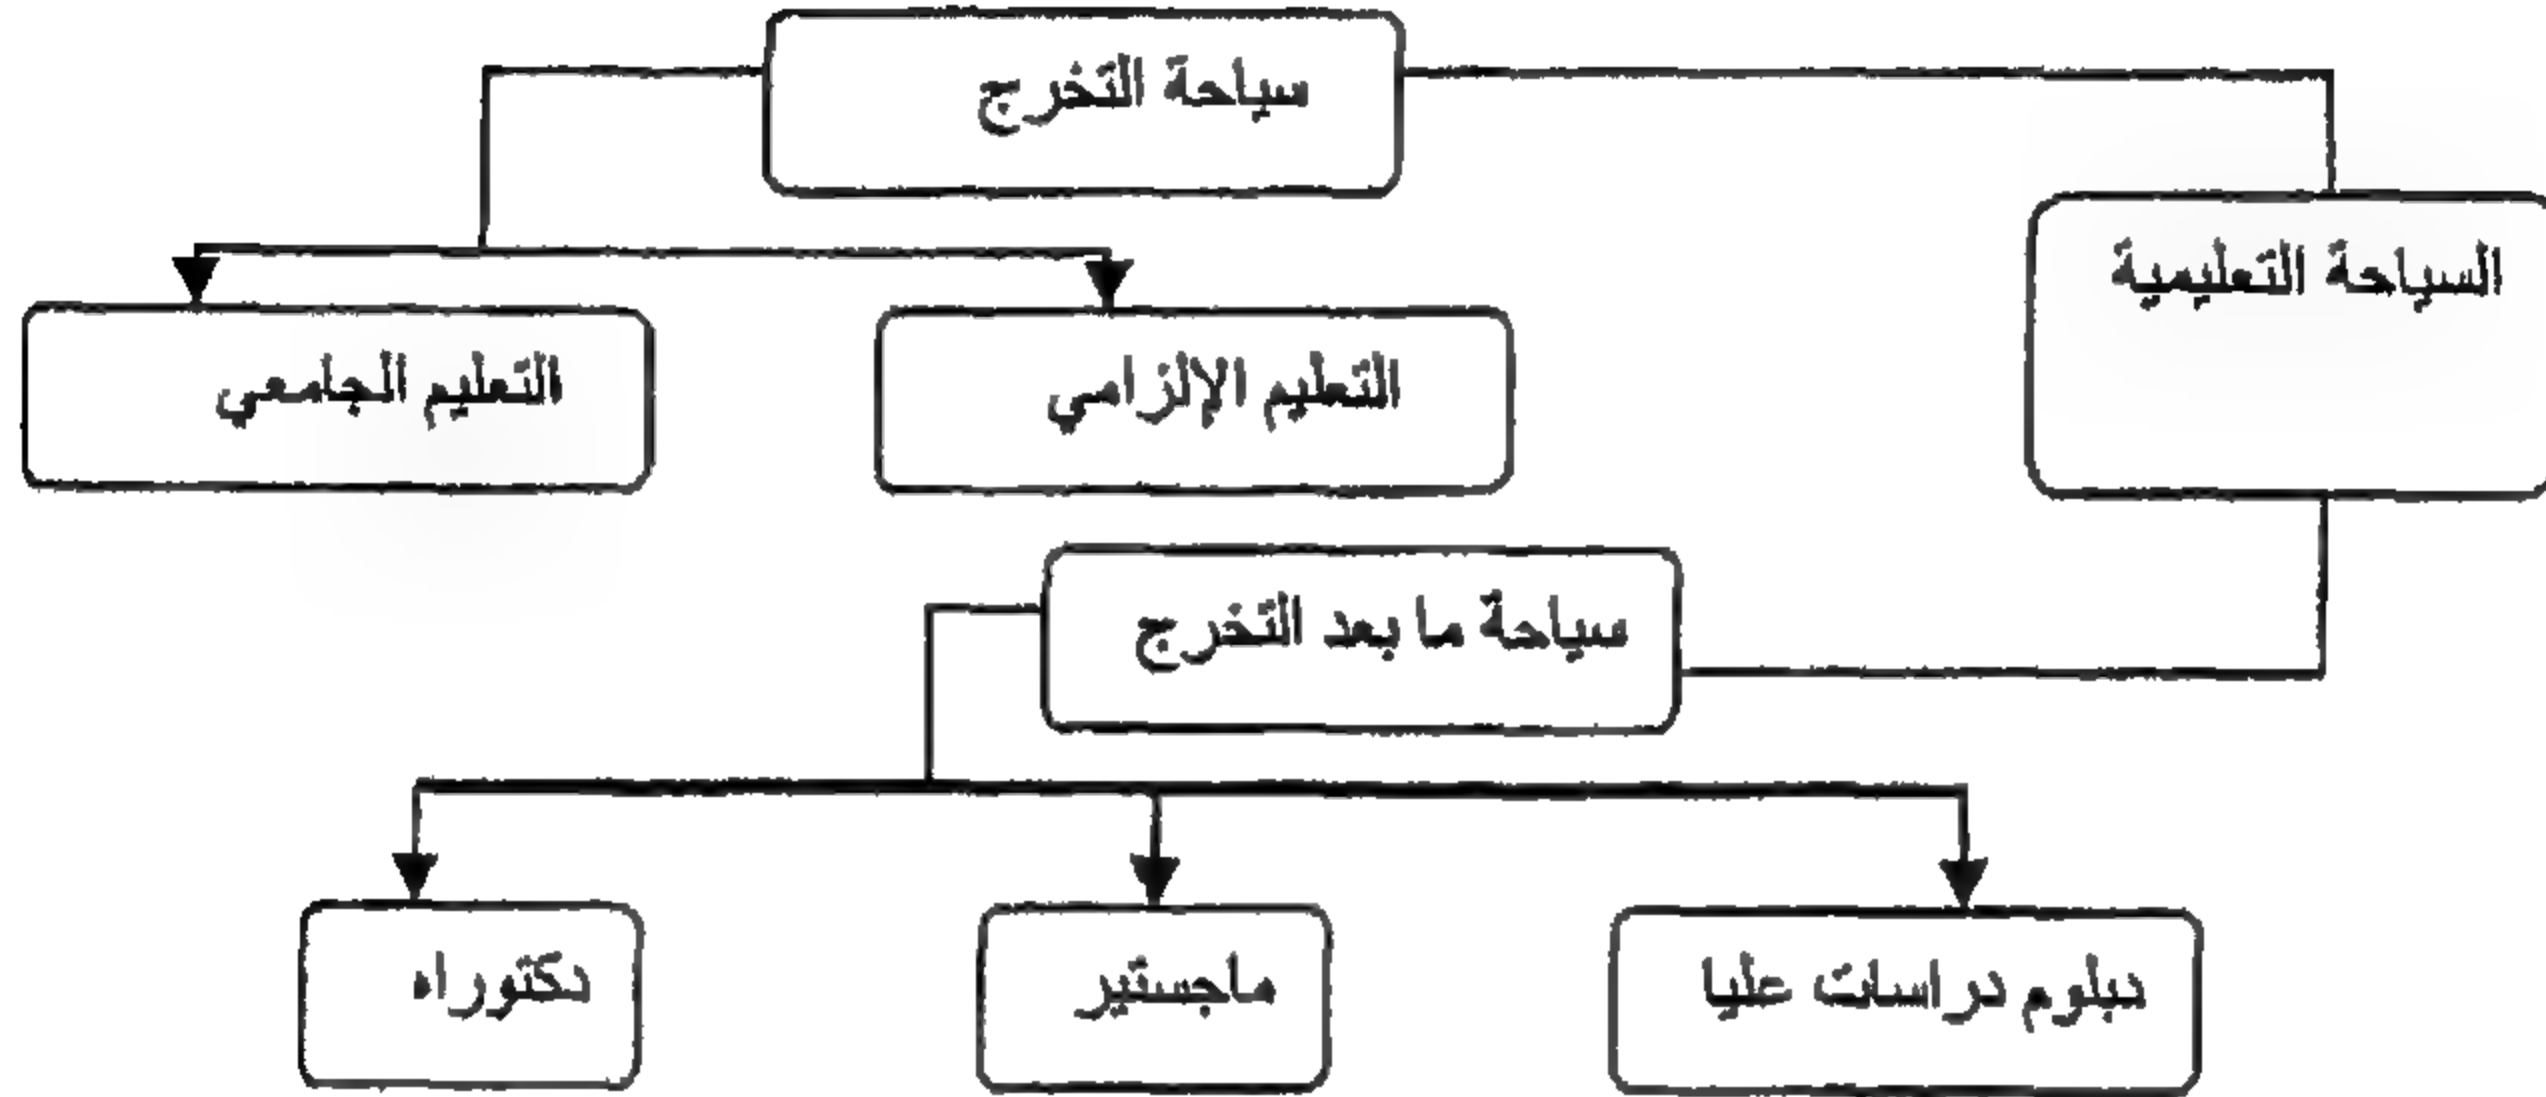 سياحة التخرج
السياحة التعليمية
التعليم الإلزامي
التعليم الجامعي
سياحة ما بعد التخرج
دبلوم دراسات عليا
ماجستير
دكتوراه